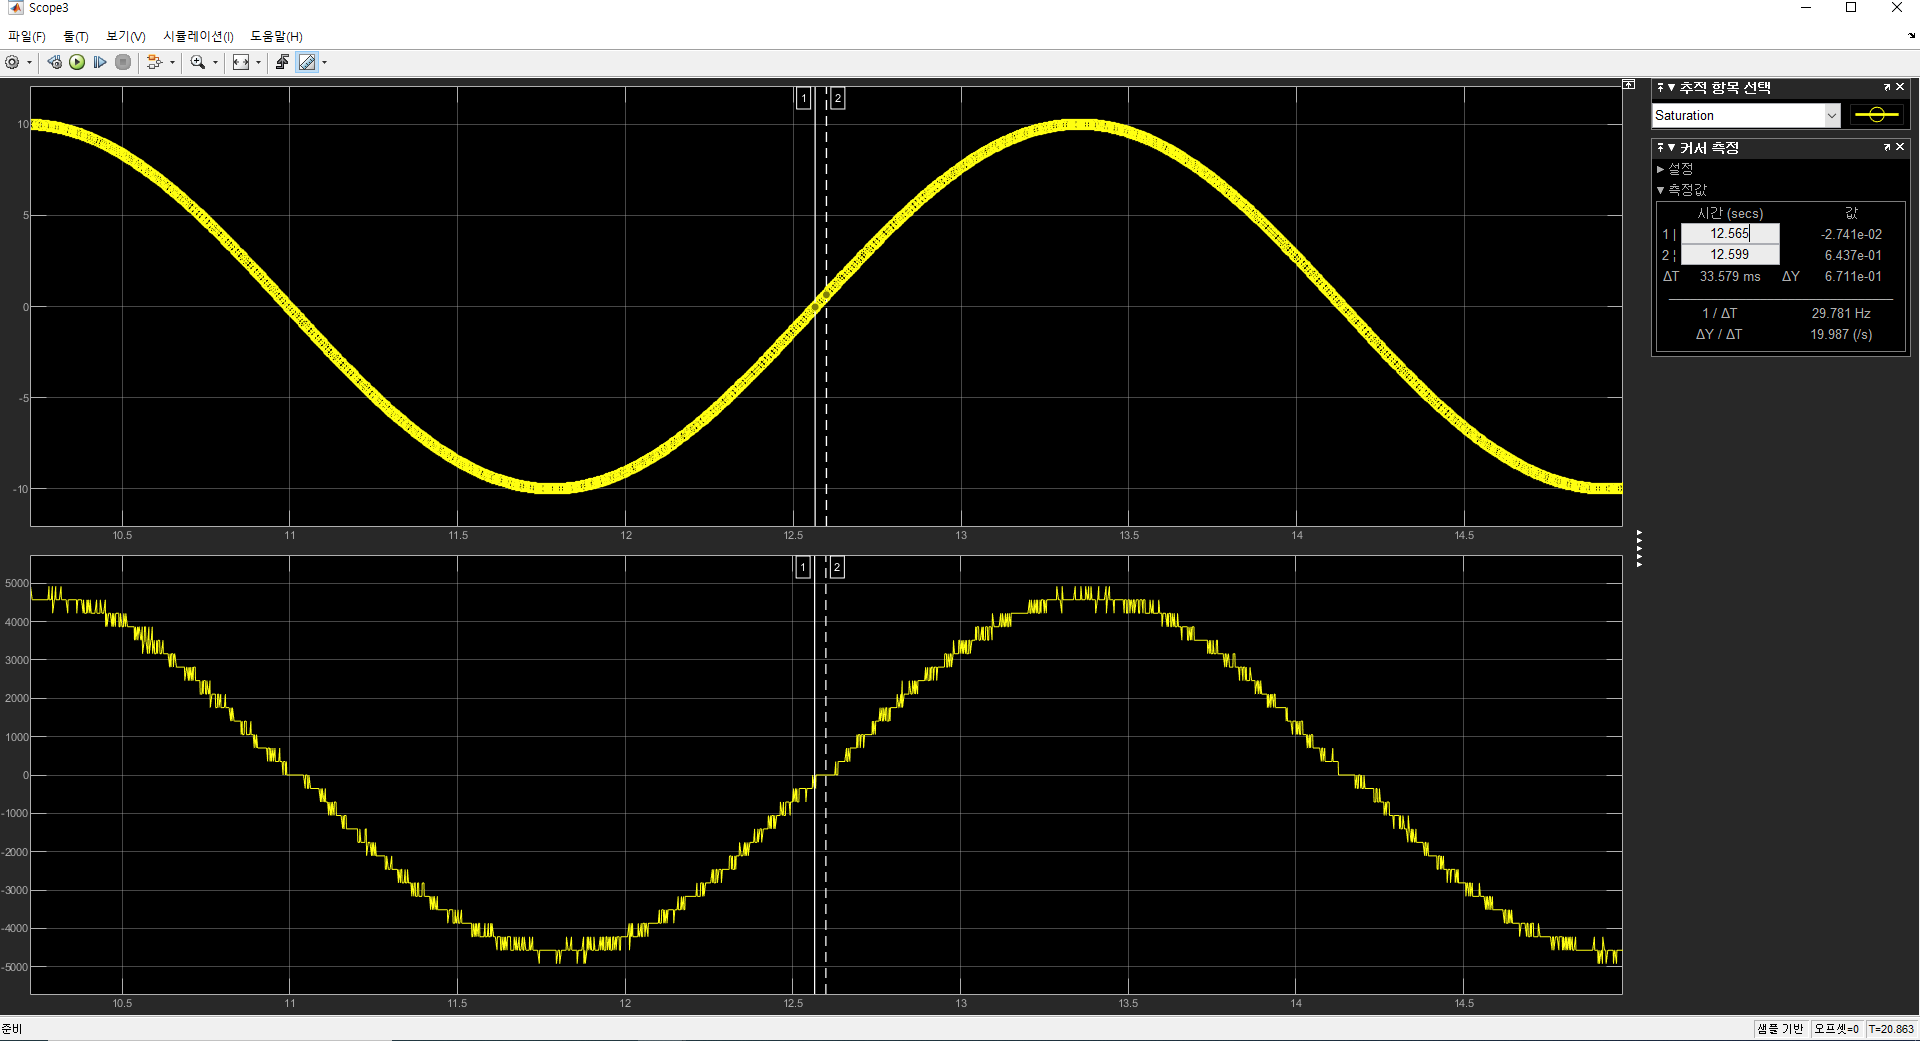 Scope3
파일(F) 툴(T) 보기(V) 시뮬레이션(I) 도움말(H)
1 2
10
5
0
-5
-10
10.5 11 11.5 12 12.5 13 13.5 14 14.5
1 2
5000
4000
3000
2000
1000
0
-1000
-2000
-3000
-4000
-5000
10.5 11 11.5 12 12.5 13 13.5 14 14.5
추적 항목 선택
Saturation
커서 측정
설정
측정값
시간 (secs) 값
1 | 12.565 -2.741e-02
2 ¦ 12.599 6.437e-01
ΔT 33.579 ms ΔY 6.711e-01
1 / ΔT 29.781 Hz
ΔY / ΔT 19.987 (/s)
준비
샘플 기반 오프셋=0 T=20.863